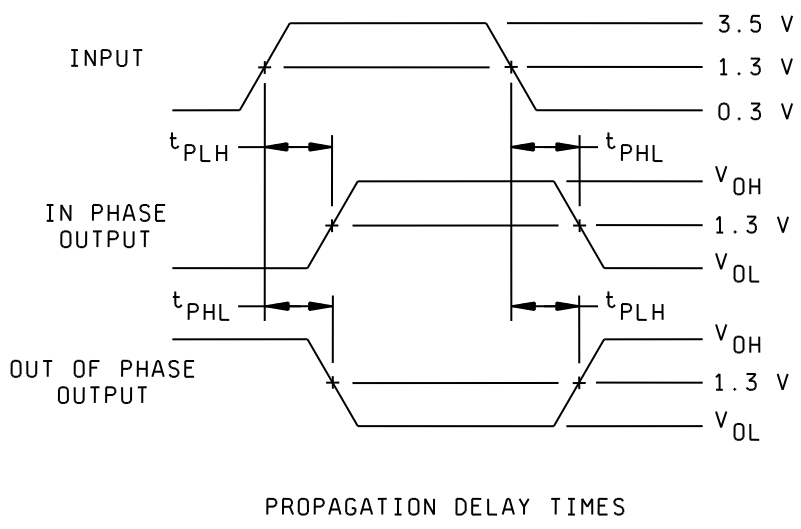 3.5 V
INPUT
1.3 V
0.3 V
tPLH
tPHL
VOH
IN PHASE
OUTPUT
1.3 V
VOL
tPHL
tPLH
VOH
OUT OF PHASE
OUTPUT
1.3 V
VOL
PROPAGATION DELAY TIMES